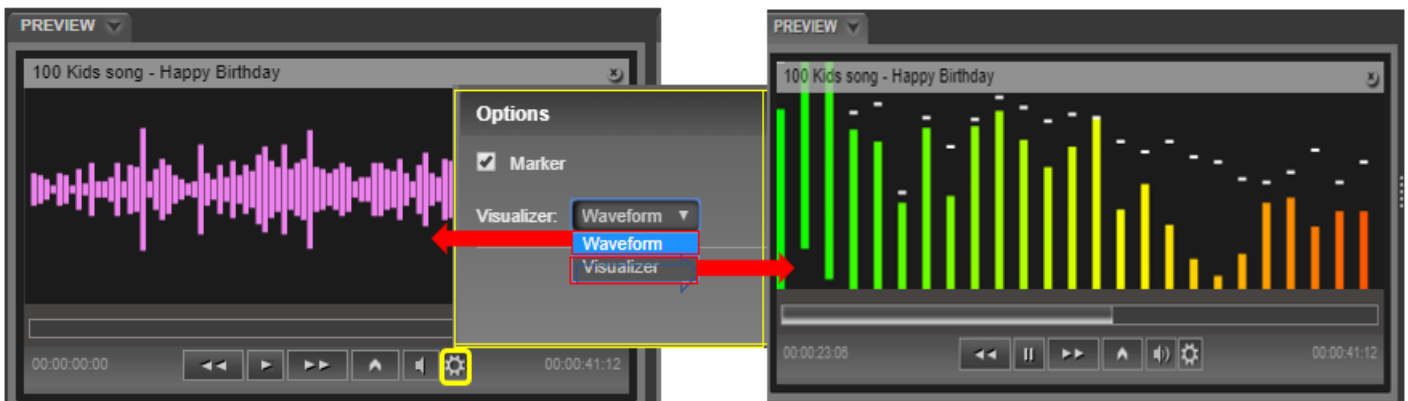 PREVIEW
100 Kids song - Happy Birthday
00:00:00:00
00:00:41:12
Options
Marker
Visualizer: Waveform
Waveform
Visualizer
PREVIEW
100 Kids song - Happy Birthday
00:00:23:08
00:00:41:12